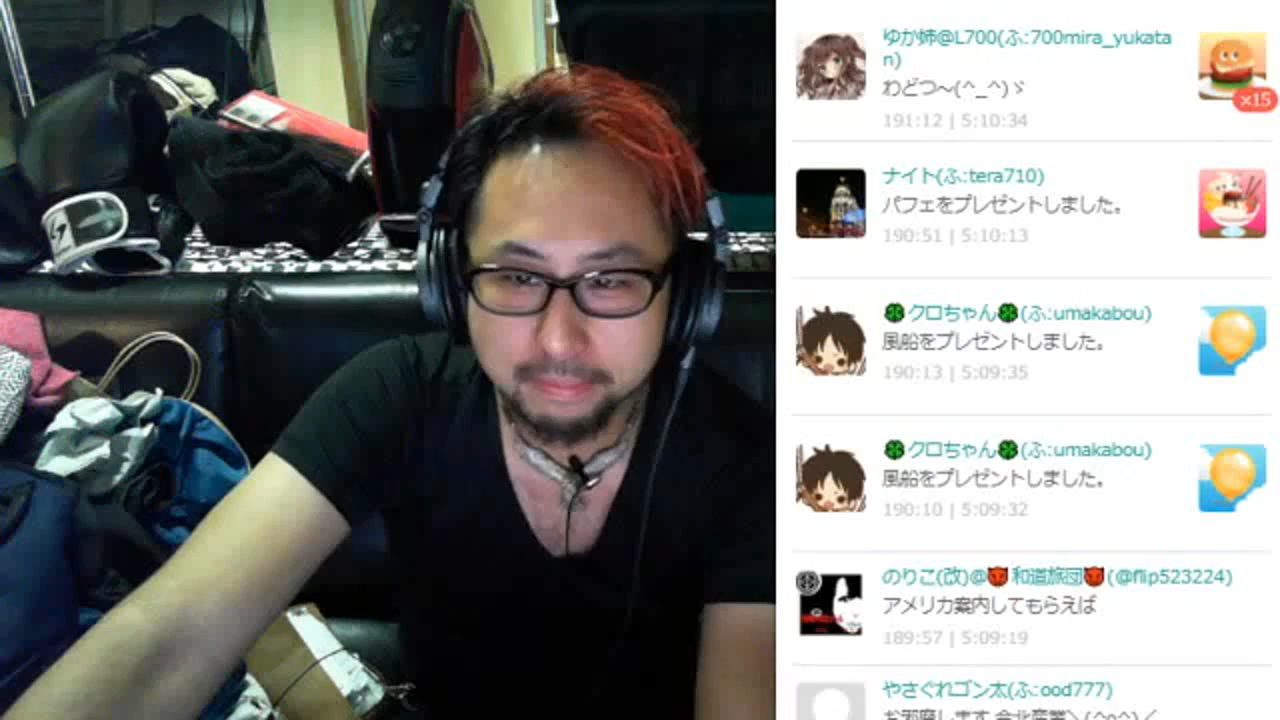 ゆか姉@L700(ふ:700mira_yukata
n)
わどつ〜(^_^)ゞ
×15
191:12 | 5:10:34
ナイト(ふ:tera710)
パフェをプレゼントしました。
190:51 | 5:10:13
🍀クロちゃん🍀(ふ:umakabou)
風船をプレゼントしました。
190:13 | 5:09:35
🍀クロちゃん🍀(ふ:umakabou)
風船をプレゼントしました。
190:10 | 5:09:32
のりこ(改)@👿和道旅団👿(@flip523224)
アメリカ案内してもらえば
189:57 | 5:09:19
やさぐれゴン太(ふ:ood777)
お邪魔します